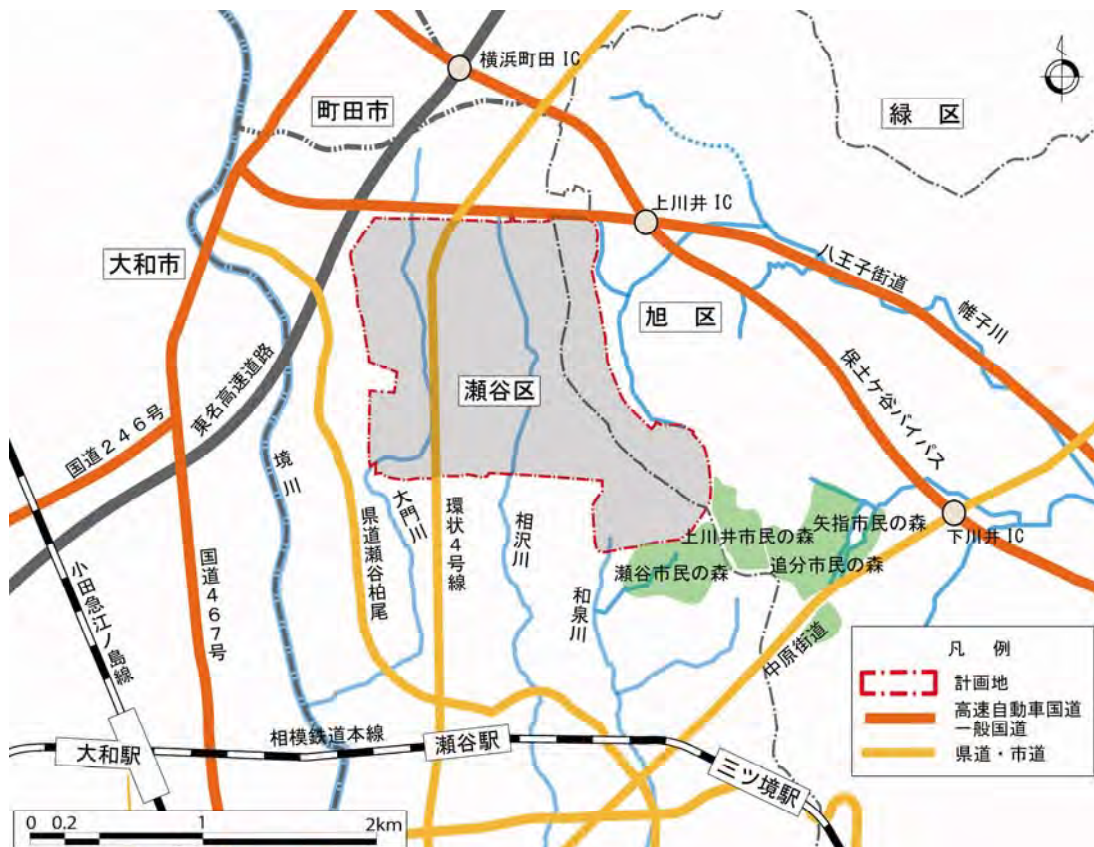 横浜町田 IC
町田市
緑 区
上川井 IC
大和市
八王子街道
帷子川
旭 区
瀬谷区
保土ケ谷バイパス
東名高速道路
国道246号
境川
国道467号
小田急江ノ島線
県道瀬谷柏尾
大門川
環状4号線
相沢川
和泉川
上川井市民の森
矢指市民の森
瀬谷市民の森
追分市民の森
下川井 IC
中原街道
相模鉄道本線
大和駅
瀬谷駅
三ツ境駅
凡 例
計画地
高速自動車国道
一般国道
県道・市道
0 0.2 1 2km